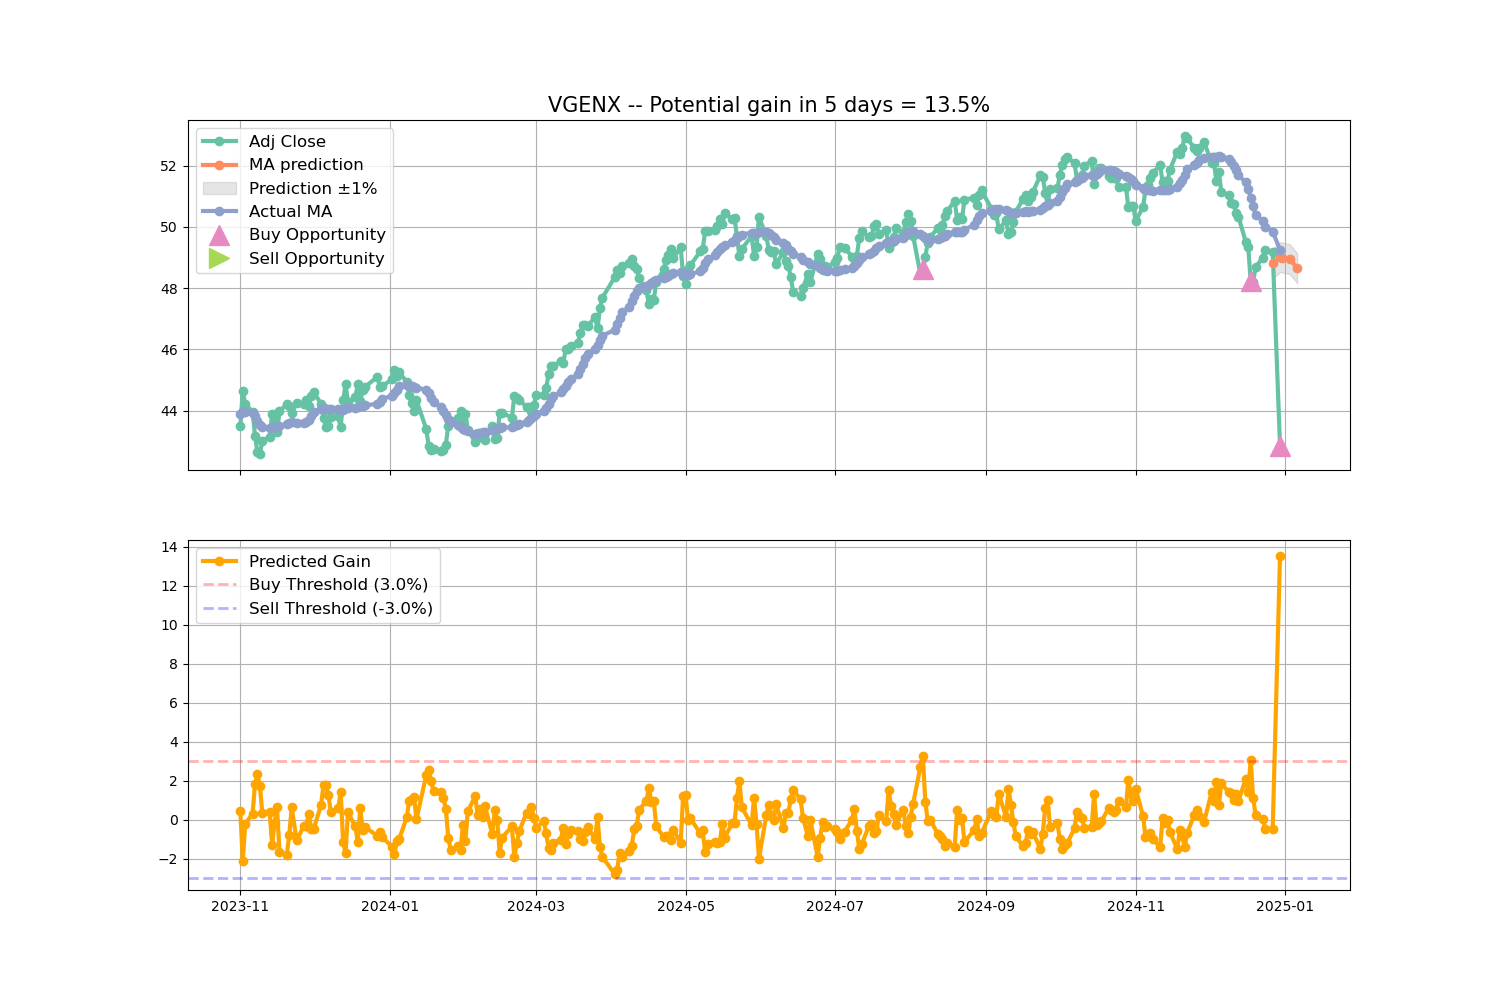 VGENX -- Potential gain in 5 days = 13.5%
Adj Close
MA prediction
Prediction ±1%
Actual MA
Buy Opportunity
Sell Opportunity
52
50
48
46
44
Predicted Gain
Buy Threshold (3.0%)
Sell Threshold (-3.0%)
14
12
10
8
6
4
2
0
−2
2023-11 2024-01 2024-03 2024-05 2024-07 2024-09 2024-11 2025-01